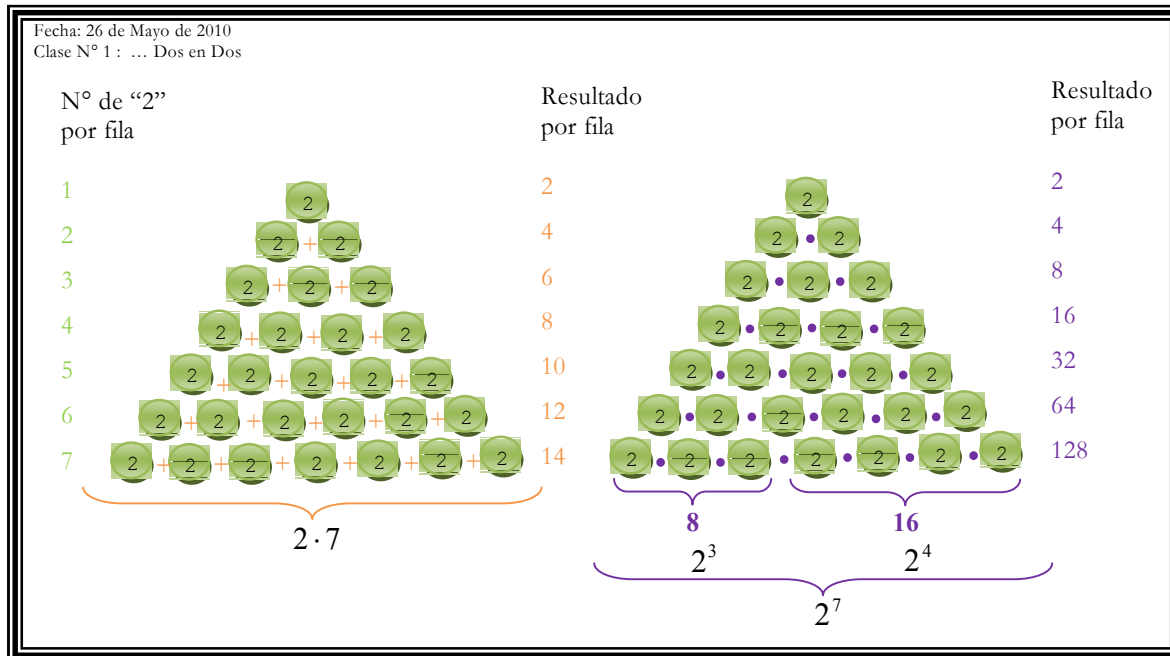 Fecha: 26 de Mayo de 2010
Clase N° 1 : … Dos en Dos
N° de “2” por fila
Resultado por fila
Resultado por fila
1 2 2 2 2
2 2 + 2 4 2 • 2 4
3 2 + 2 + 2 6 2 • 2 • 2 8
4 2 + 2 + 2 + 2 8 2 • 2 • 2 • 2 16
5 2 + 2 + 2 + 2 + 2 10 2 • 2 • 2 • 2 • 2 32
6 2 + 2 + 2 + 2 + 2 + 2 12 2 • 2 • 2 • 2 • 2 • 2 64
7 2 + 2 + 2 + 2 + 2 + 2 + 2 14 2 • 2 • 2 • 2 • 2 • 2 • 2 128
2 · 7
8 16
2³ 2⁴
2⁷